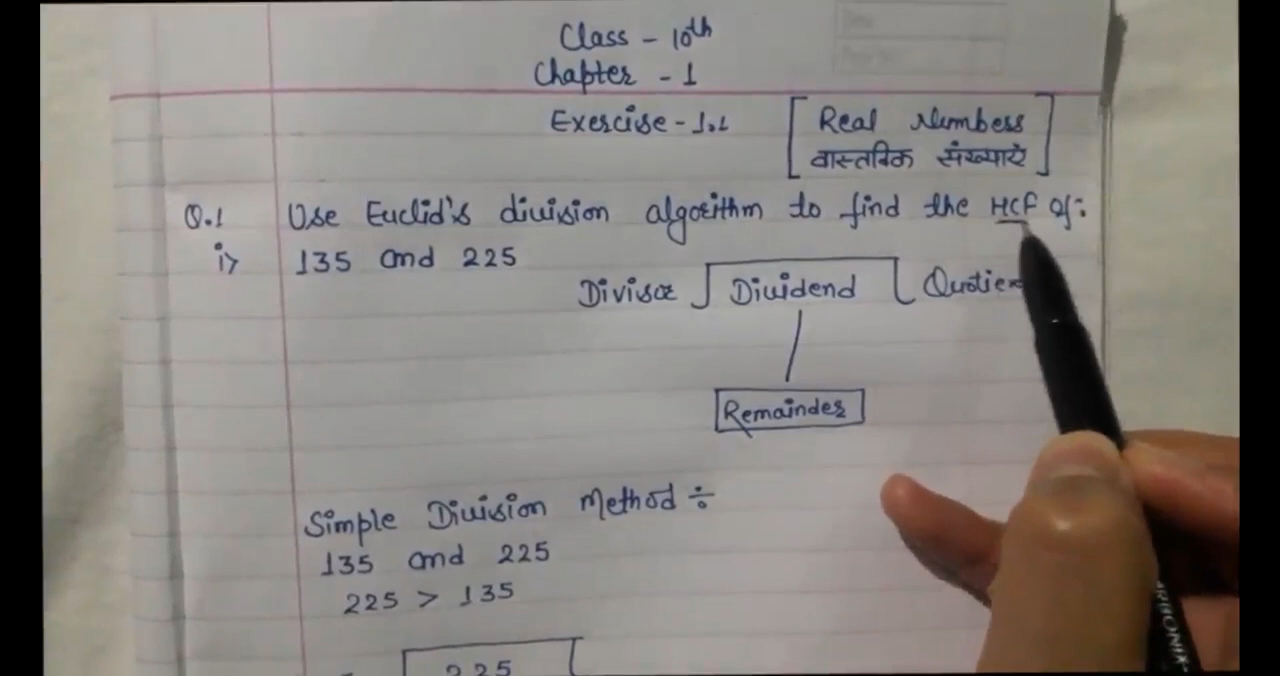 Class - 10th
Chapter - 1
Exercise - 1.1 [Real Numbers
वास्तविक संख्याऐ]
Q.1 Use Euclid's division algorithm to find the HCF of:
i> 135 and 225
Divisor Dividend
Remainder
Simple Division Method ÷
135 and 225
225 > 135
225